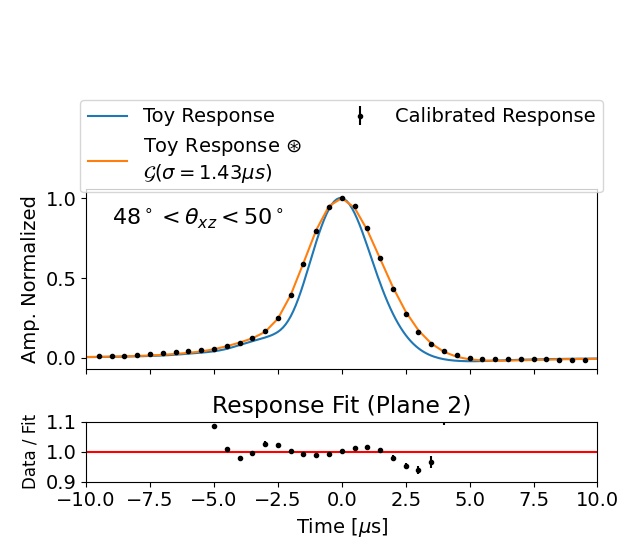 Toy Response
Toy Response ⊛
𝒢(σ = 1.43μs)
Calibrated Response
48° < θxz < 50°
Amp. Normalized
1.0
0.5
0.0
Response Fit (Plane 2)
Data / Fit
1.1
1.0
0.9
−10.0 −7.5 −5.0 −2.5 0.0 2.5 5.0 7.5 10.0
Time [μs]